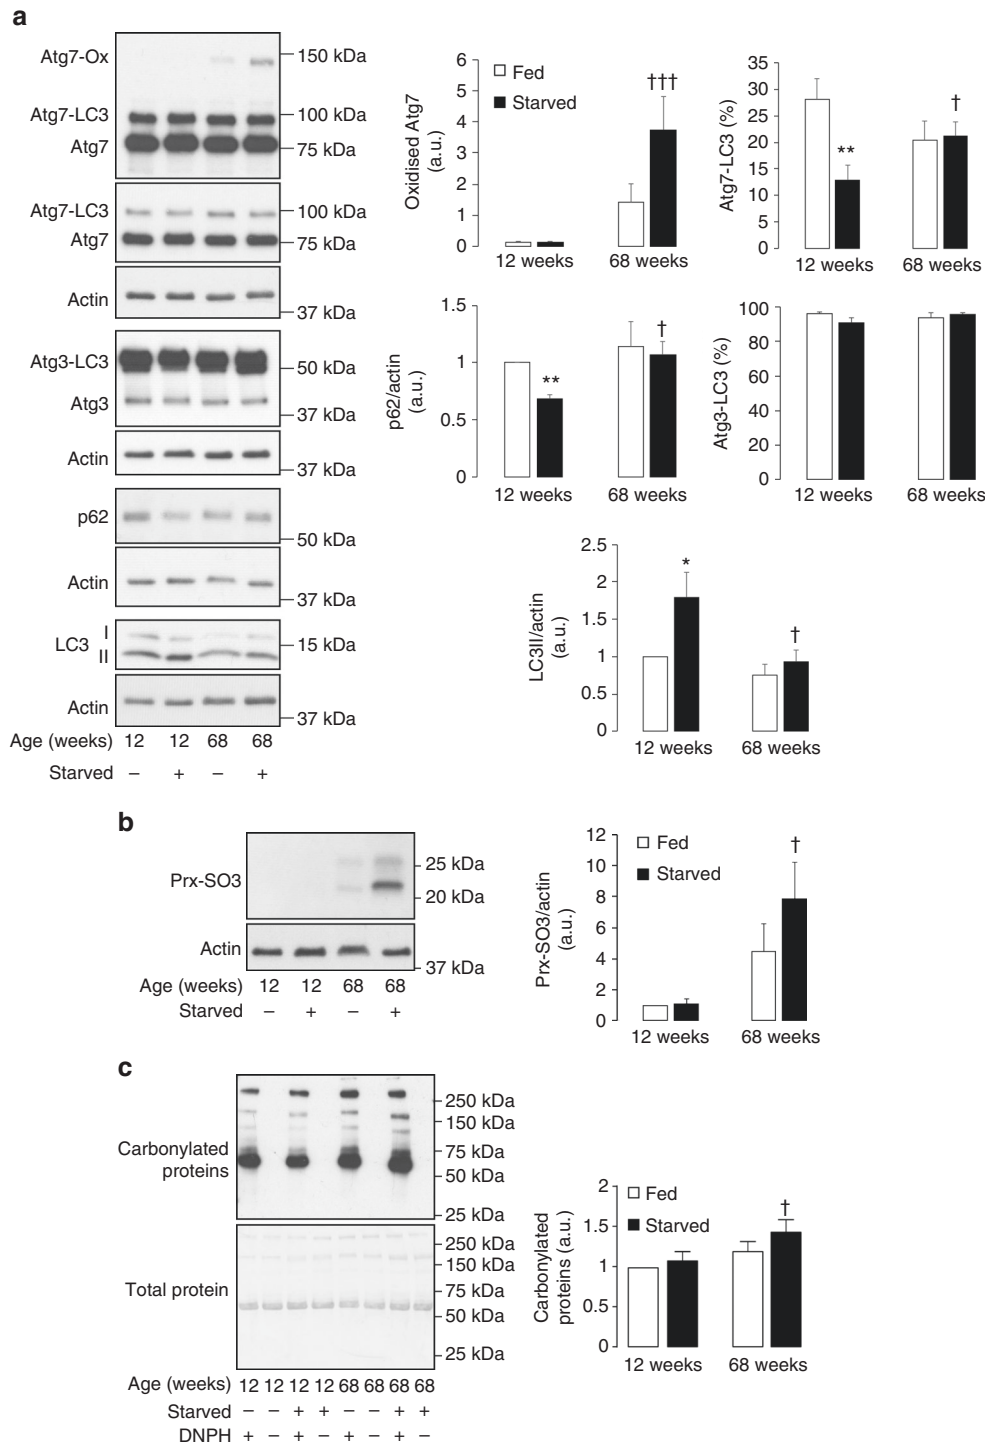 a
Atg7-Ox
150 kDa
Atg7-LC3
100 kDa
Atg7
75 kDa
Atg7-LC3
100 kDa
Atg7
75 kDa
Actin
37 kDa
Atg3-LC3
50 kDa
Atg3
37 kDa
Actin
37 kDa
p62
50 kDa
Actin
37 kDa
LC3 I
II
15 kDa
Actin
37 kDa
Age (weeks) 12 12 68 68
Starved – + – +
Oxidised Atg7
(a.u.)
6
5
4
3
2
1
0
Fed
Starved
†††
12 weeks 68 weeks
Atg7-LC3 (%)
35
30
25
20
15
10
5
0
**
†
12 weeks 68 weeks
p62/actin
(a.u.)
1.5
1
0.5
0
**
†
12 weeks 68 weeks
Atg3-LC3 (%)
100
80
60
40
20
0
12 weeks 68 weeks
LC3II/actin
(a.u.)
2.5
2
1.5
1
0.5
0
*
†
12 weeks 68 weeks
b
Prx-SO3
25 kDa
20 kDa
Actin
37 kDa
Age (weeks) 12 12 68 68
Starved – + – +
Prx-SO3/actin
(a.u.)
12
10
8
6
4
2
0
Fed
Starved
†
12 weeks 68 weeks
c
Carbonylated
proteins
250 kDa
150 kDa
75 kDa
50 kDa
25 kDa
Total protein
250 kDa
150 kDa
75 kDa
50 kDa
25 kDa
Age (weeks) 12 12 12 12 68 68 68 68
Starved – – + + – – + +
DNPH + – + – + – + –
Carbonylated
proteins (a.u.)
2
1.5
1
0.5
0
Fed
Starved
†
12 weeks 68 weeks